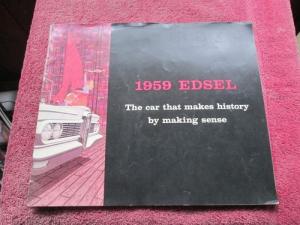 1959 EDSEL
The car that makes history
by making sense